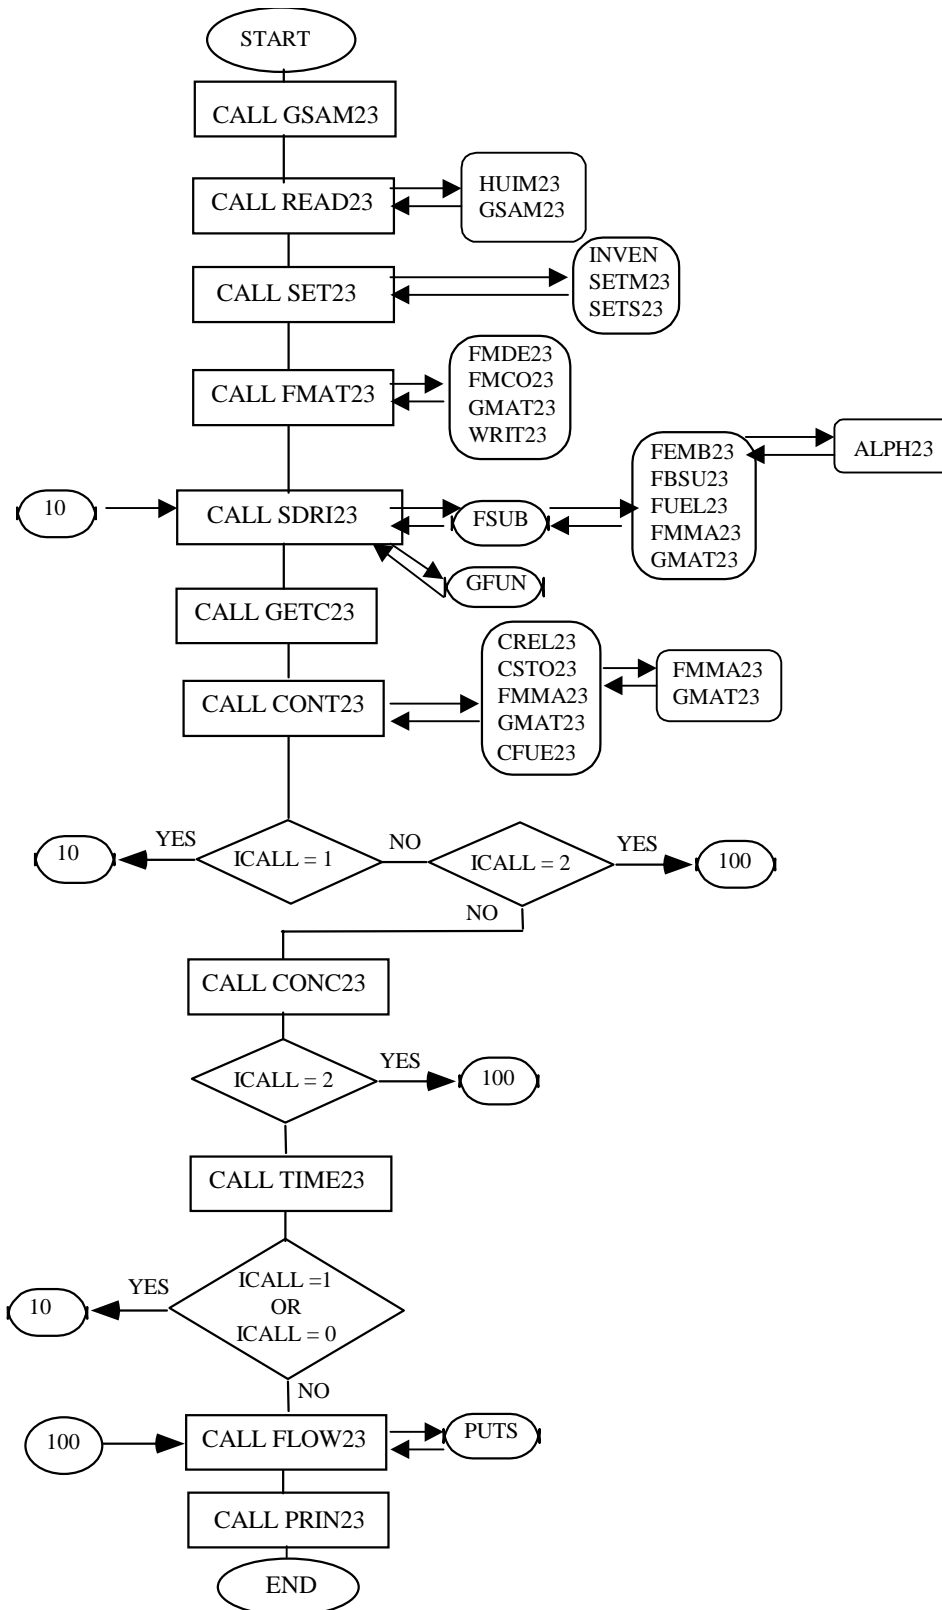 START
CALL GSAM23
CALL READ23
HUIM23
GSAM23
CALL SET23
INVEN
SETM23
SETS23
CALL FMAT23
FMDE23
FMCO23
GMAT23
WRIT23
10
CALL SDRI23
FSUB
FEMB23
FBSU23
FUEL23
FMMA23
GMAT23
ALPH23
GFUN
CALL GETC23
CALL CONT23
CREL23
CSTO23
FMMA23
GMAT23
CFUE23
FMMA23
GMAT23
10
YES
ICALL = 1
NO
ICALL = 2
YES
100
NO
CALL CONC23
ICALL = 2
YES
100
CALL TIME23
10
YES
ICALL =1
OR
ICALL = 0
NO
100
CALL FLOW23
PUTS
CALL PRIN23
END